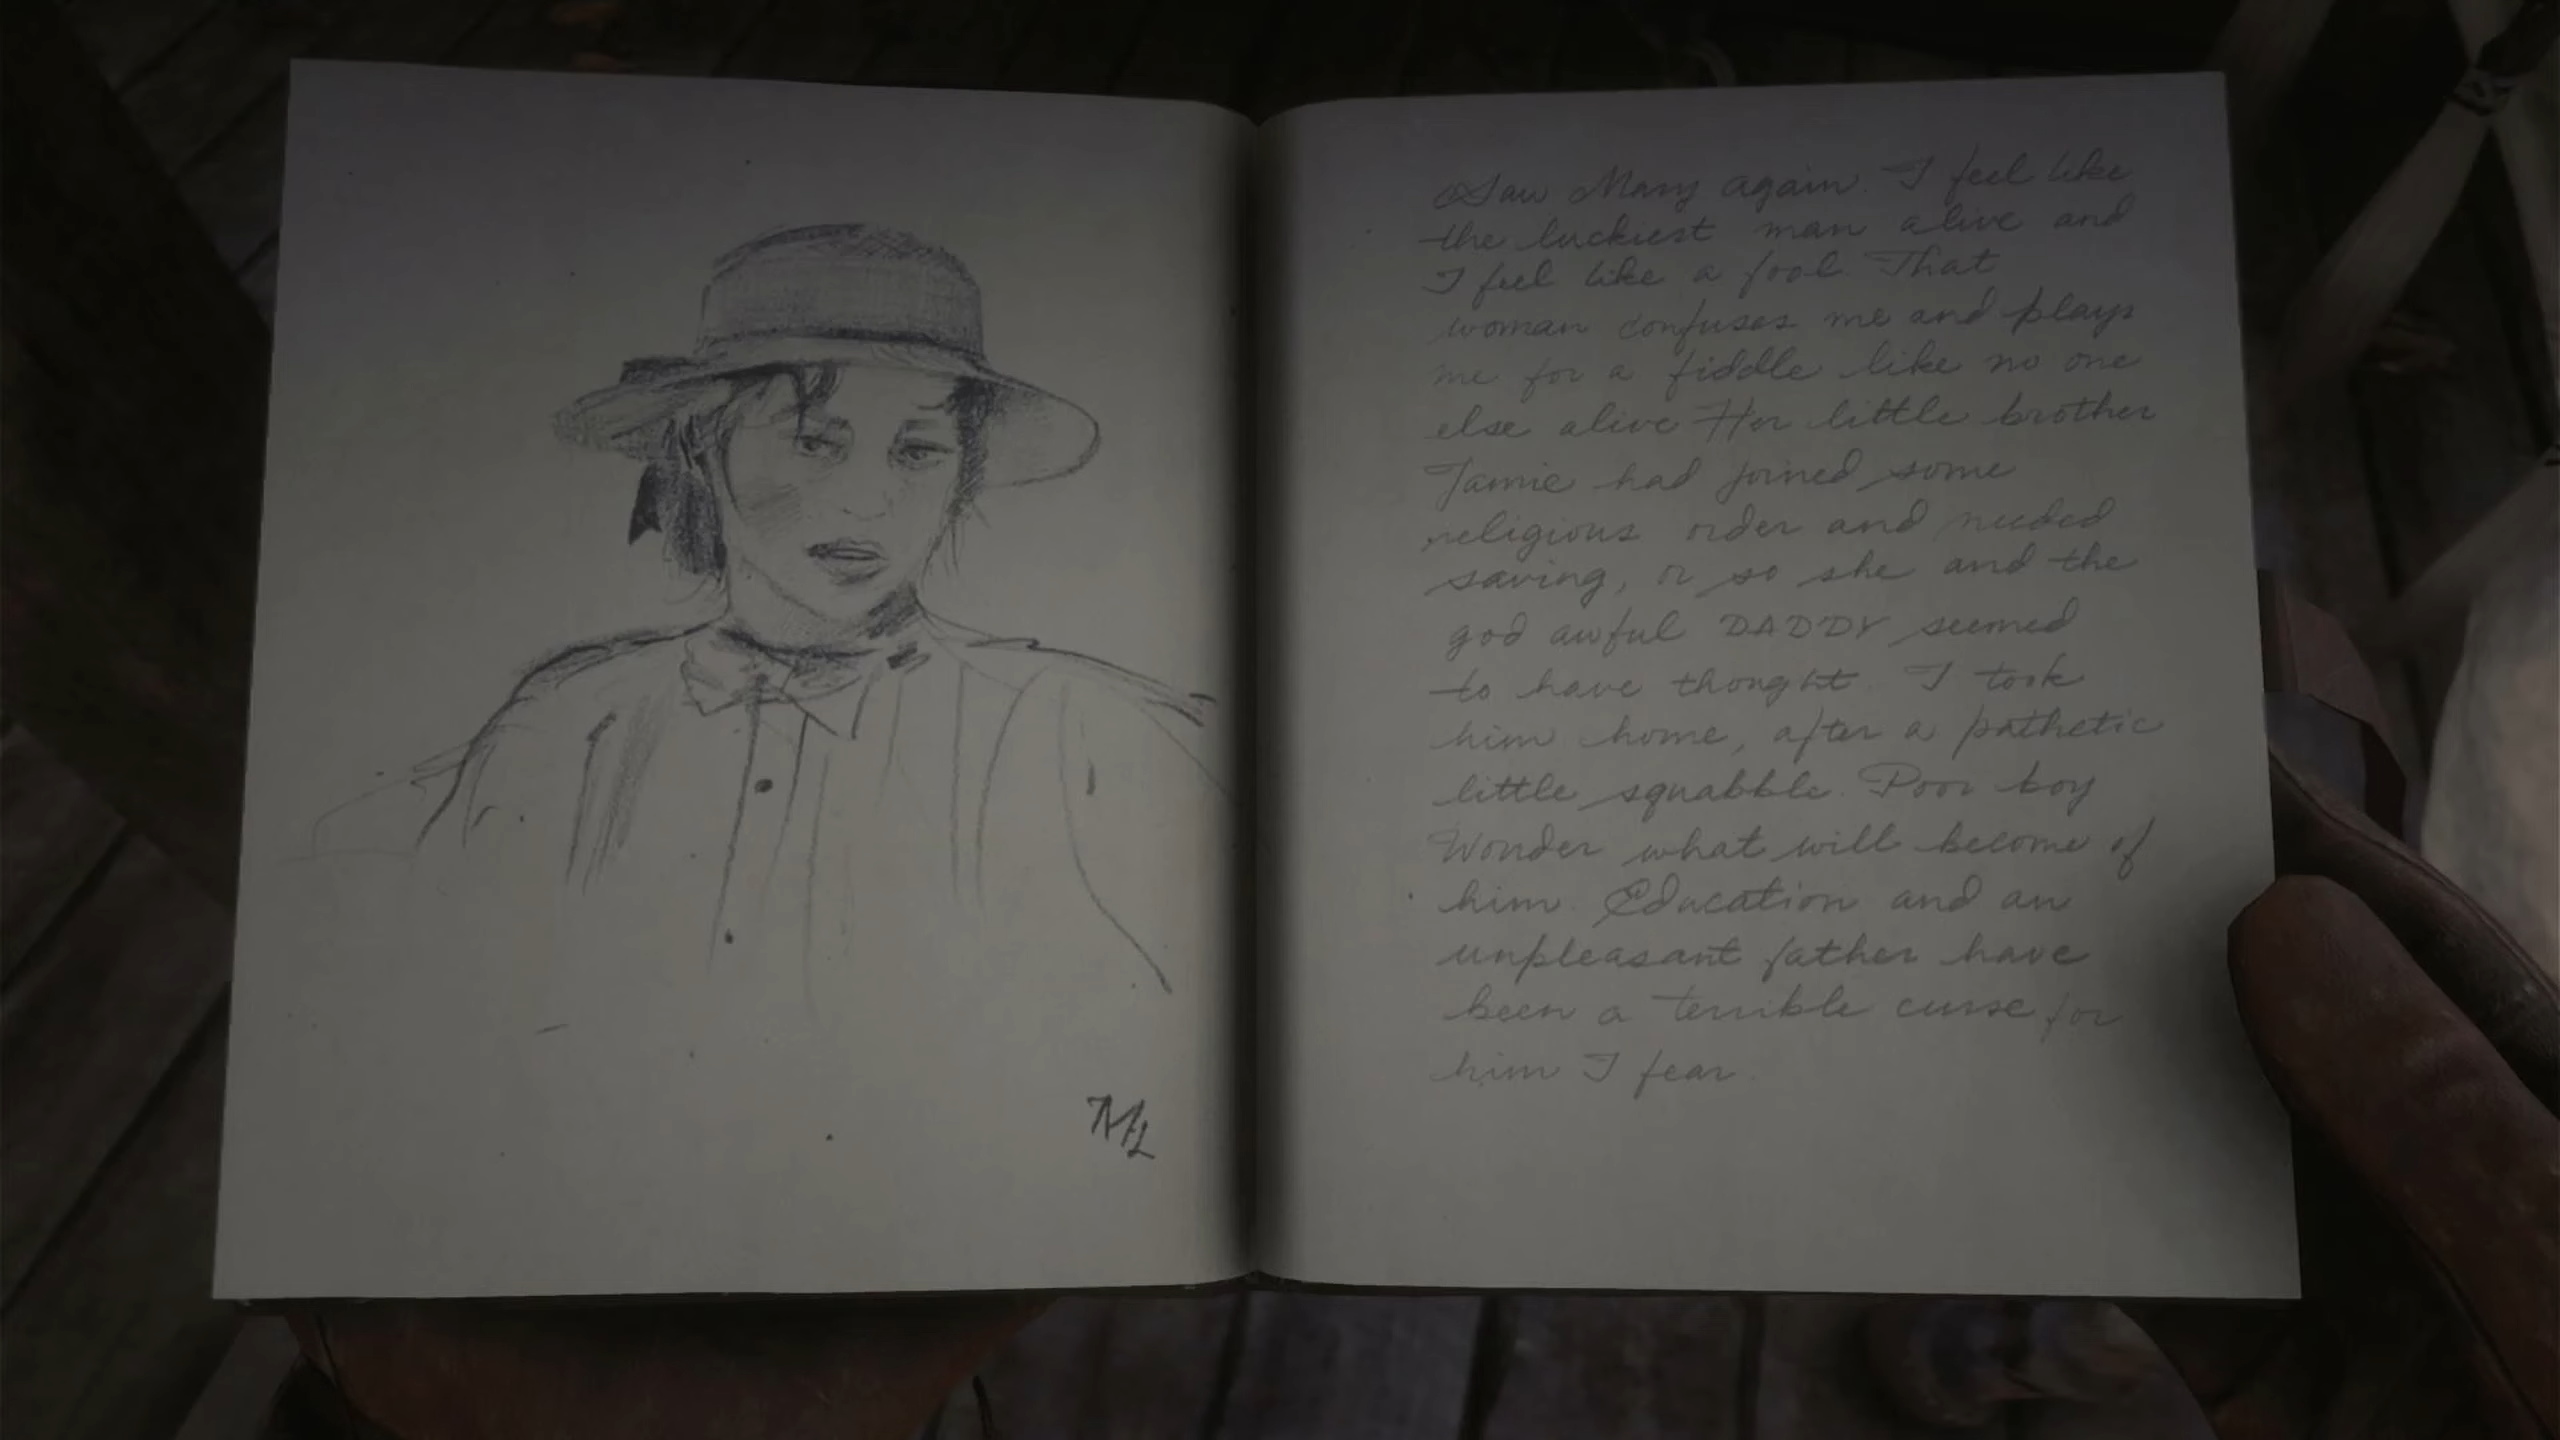 ML
Saw Mary again. I feel like
the luckiest man alive and
I feel like a fool. That
woman confuses me and plays
me for a fiddle like no one
else alive Her little brother
Jamie had joined some
religious order and needed
saving, or so she and the
god awful DADDY seemed
to have thought. I took
him home, after a pathetic
little squabble. Poor boy
Wonder what will become of
him. Education and an
unpleasant father have
been a terrible curse for
him I fear.